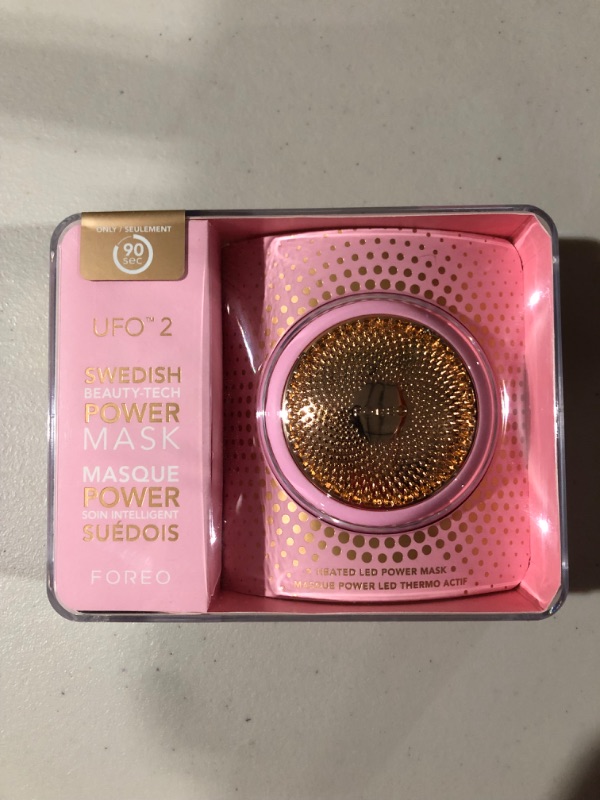 ONLY / SEULEMENT
90
sec
UFO™ 2
SWEDISH
BEAUTY-TECH
POWER
MASK
MASQUE
POWER
SOIN INTELLIGENT
SUÉDOIS
FOREO
HEATED LED POWER MASK
MASQUE POWER LED THERMO ACTIF